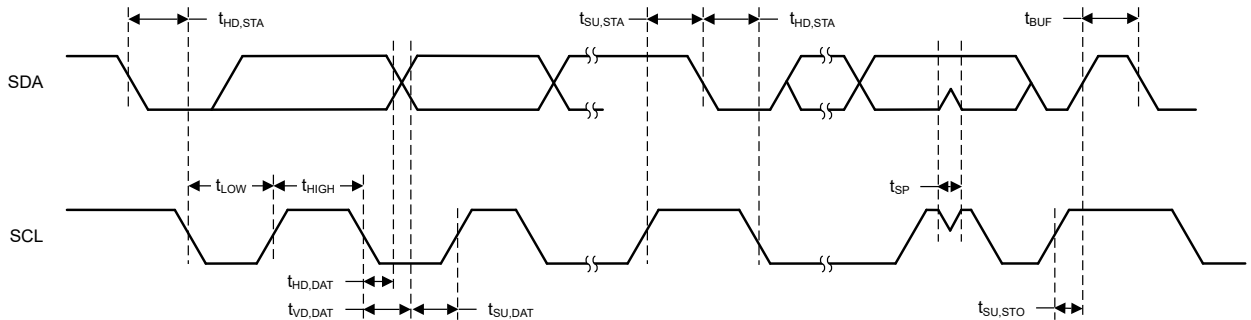 tHD,STA
tSU,STA
tHD,STA
tBUF
SDA
tLOW
tHIGH
tSP
SCL
tHD,DAT
tVD,DAT
tSU,DAT
tSU,STO